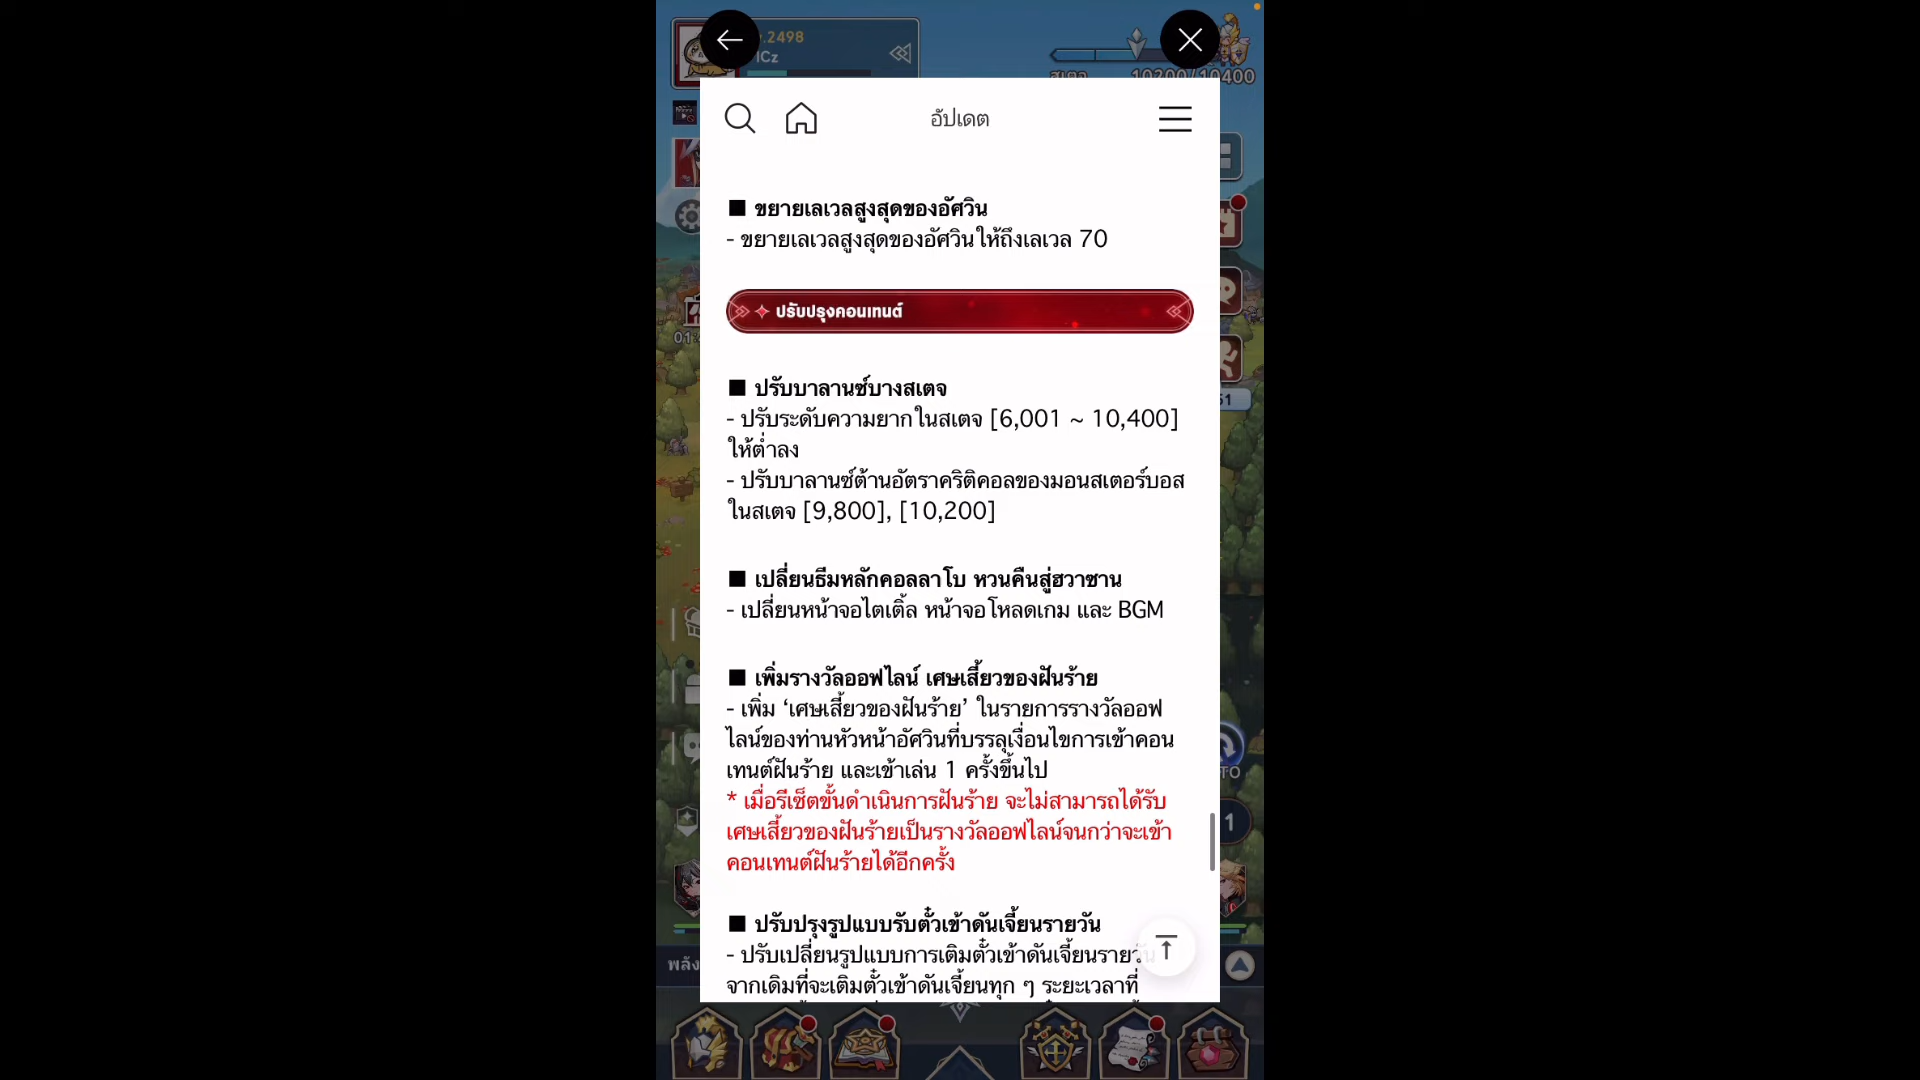 .2498
ICz
สเตจ 10200/10400
อัปเดต
■ ขยายเลเวลสูงสุดของอัศวิน
- ขยายเลเวลสูงสุดของอัศวินให้ถึงเลเวล 70
ปรับปรุงคอนเทนต์
■ ปรับบาลานซ์บางสเตจ
- ปรับระดับความยากในสเตจ [6,001 ~ 10,400]
ให้ต่ำลง
- ปรับบาลานซ์ต้านอัตราคริติคอลของมอนสเตอร์บอส
ในสเตจ [9,800], [10,200]
■ เปลี่ยนธีมหลักคอลลาโบ หวนคืนสู่ฮวาซาน
- เปลี่ยนหน้าจอไตเติ้ล หน้าจอโหลดเกม และ BGM
■ เพิ่มรางวัลออฟไลน์ เศษเสี้ยวของฝันร้าย
- เพิ่ม ‘เศษเสี้ยวของฝันร้าย’ ในรายการรางวัลออฟ
ไลน์ของท่านหัวหน้าอัศวินที่บรรลุเงื่อนไขการเข้าคอน
เทนต์ฝันร้าย และเข้าเล่น 1 ครั้งขึ้นไป
* เมื่อรีเซ็ตขั้นดำเนินการฝันร้าย จะไม่สามารถได้รับ
เศษเสี้ยวของฝันร้ายเป็นรางวัลออฟไลน์จนกว่าจะเข้า
คอนเทนต์ฝันร้ายได้อีกครั้ง
■ ปรับปรุงรูปแบบรับตั๋วเข้าดันเจี้ยนรายวัน
- ปรับเปลี่ยนรูปแบบการเติมตั๋วเข้าดันเจี้ยนรายวัน
จากเดิมที่จะเติมตั๋วเข้าดันเจี้ยนทุก ๆ ระยะเวลาที่
51
TO
1
พลัง